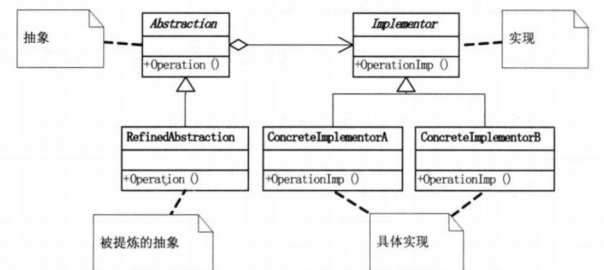 抽象
Abstraction
+Operation ()
Implementor
+OperationImp ()
实现
RefinedAbstraction
+Operation ()
ConcreteImplementorA
+OperationImp ()
ConcreteImplementorB
+OperationImp ()
被提炼的抽象
具体实现